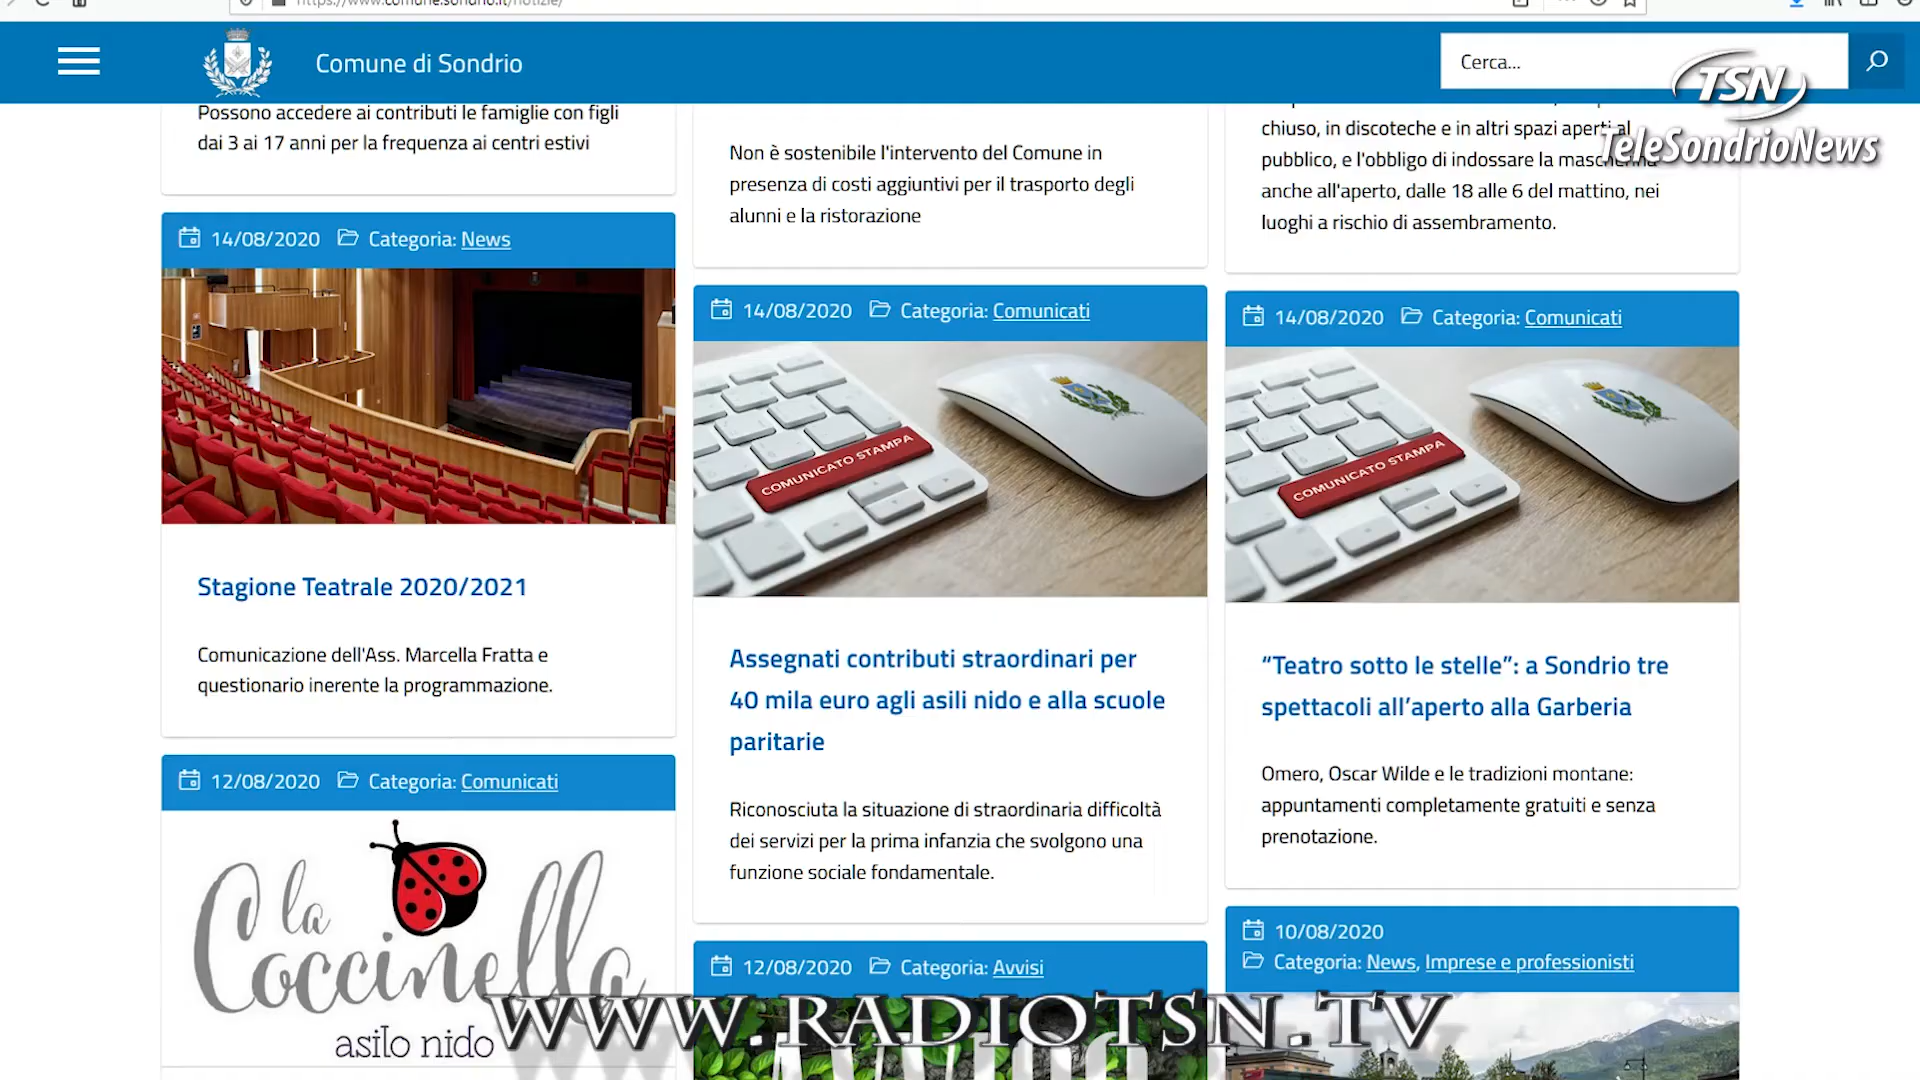 https://www.comune.sondrio.it/notizie/
Comune di Sondrio
Cerca...
TSN
TeleSondrioNews
Possono accedere ai contributi le famiglie con figli
dai 3 ai 17 anni per la frequenza ai centri estivi
14/08/2020 Categoria: News
Stagione Teatrale 2020/2021
Comunicazione dell'Ass. Marcella Fratta e
questionario inerente la programmazione.
12/08/2020 Categoria: Comunicati
la
Coccinella
asilo nido
Non è sostenibile l'intervento del Comune in
presenza di costi aggiuntivi per il trasporto degli
alunni e la ristorazione
14/08/2020 Categoria: Comunicati
COMUNICATO STAMPA
Assegnati contributi straordinari per
40 mila euro agli asili nido e alla scuole
paritarie
Riconosciuta la situazione di straordinaria difficoltà
dei servizi per la prima infanzia che svolgono una
funzione sociale fondamentale.
12/08/2020 Categoria: Avvisi
chiuso, in discoteche e in altri spazi aperti al
pubblico, e l'obbligo di indossare la mascherina
anche all'aperto, dalle 18 alle 6 del mattino, nei
luoghi a rischio di assembramento.
14/08/2020 Categoria: Comunicati
COMUNICATO STAMPA
“Teatro sotto le stelle”: a Sondrio tre
spettacoli all’aperto alla Garberia
Omero, Oscar Wilde e le tradizioni montane:
appuntamenti completamente gratuiti e senza
prenotazione.
10/08/2020
Categoria: News, Imprese e professionisti
WWW.RADIOTSN.TV